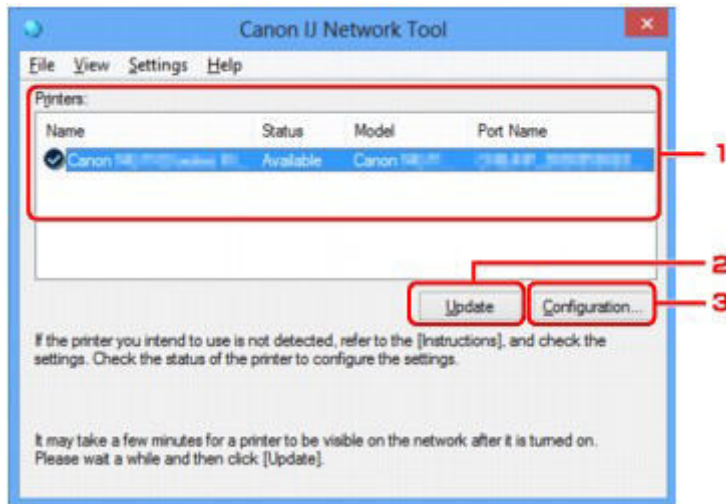 Canon IJ Network Tool
File View Settings Help
Printers:
Name Status Model Port Name
Canon Available Canon
1
2
Update Configuration...
3
If the printer you intend to use is not detected, refer to the [Instructions], and check the
settings. Check the status of the printer to configure the settings.
It may take a few minutes for a printer to be visible on the network after it is turned on.
Please wait a while and then click [Update].